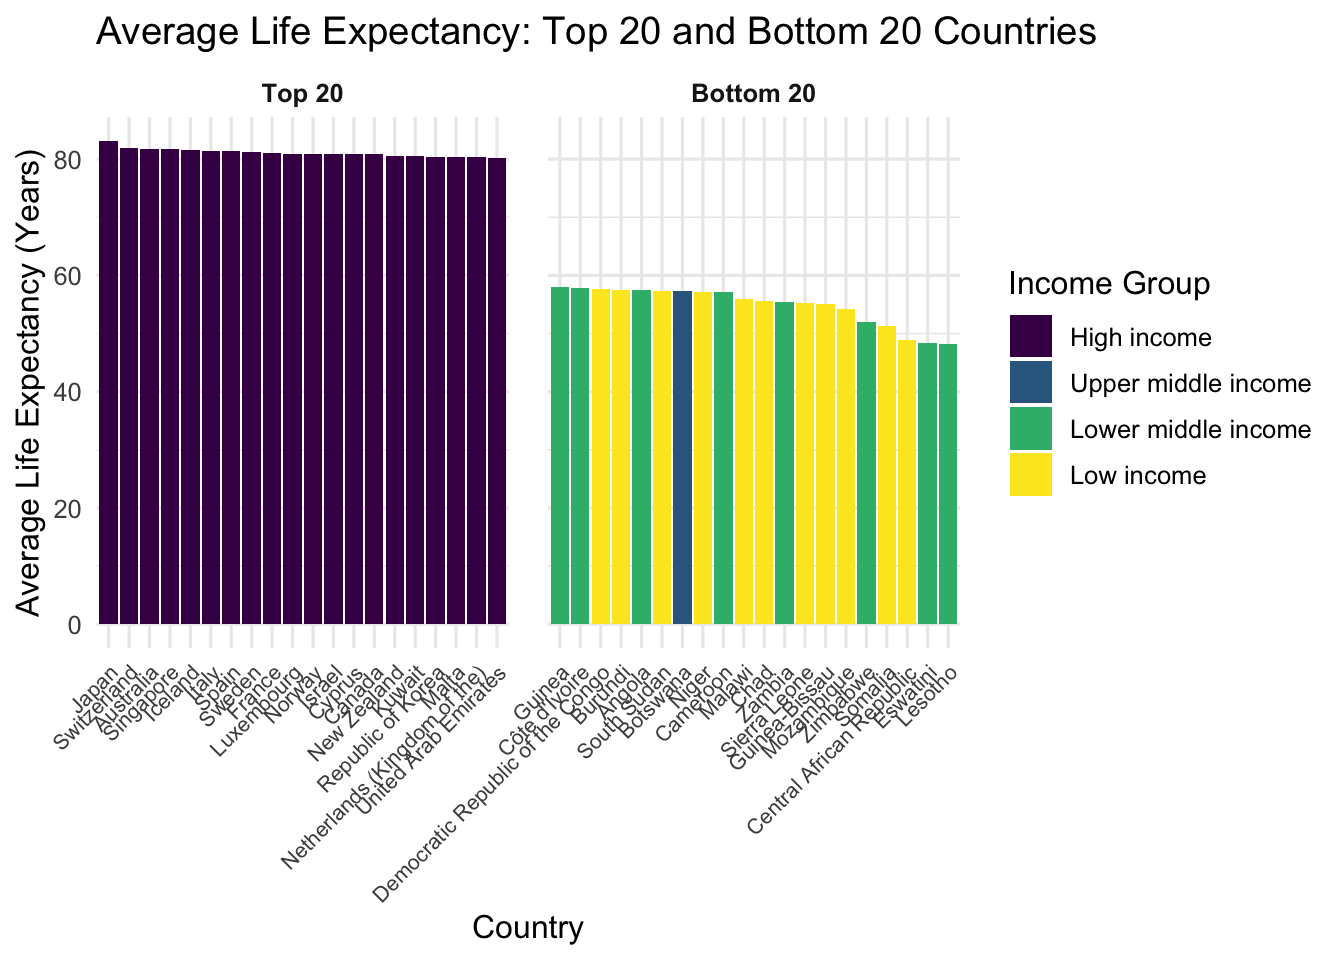 Average Life Expectancy: Top 20 and Bottom 20 Countries
Top 20
Bottom 20
Average Life Expectancy (Years)
80
60
40
20
0
Japan
Switzerland
Australia
Singapore
Iceland
Italy
Spain
Sweden
France
Luxembourg
Norway
Israel
Cyprus
Canada
New Zealand
Kuwait
Republic of Korea
Malta
Netherlands (Kingdom of the)
United Arab Emirates
Guinea
Côte d'Ivoire
Democratic Republic of the Congo
Burundi
Angola
South Sudan
Botswana
Niger
Cameroon
Malawi
Chad
Zambia
Sierra Leone
Guinea-Bissau
Mozambique
Zimbabwe
Somalia
Central African Republic
Eswatini
Lesotho
Country
Income Group
High income
Upper middle income
Lower middle income
Low income